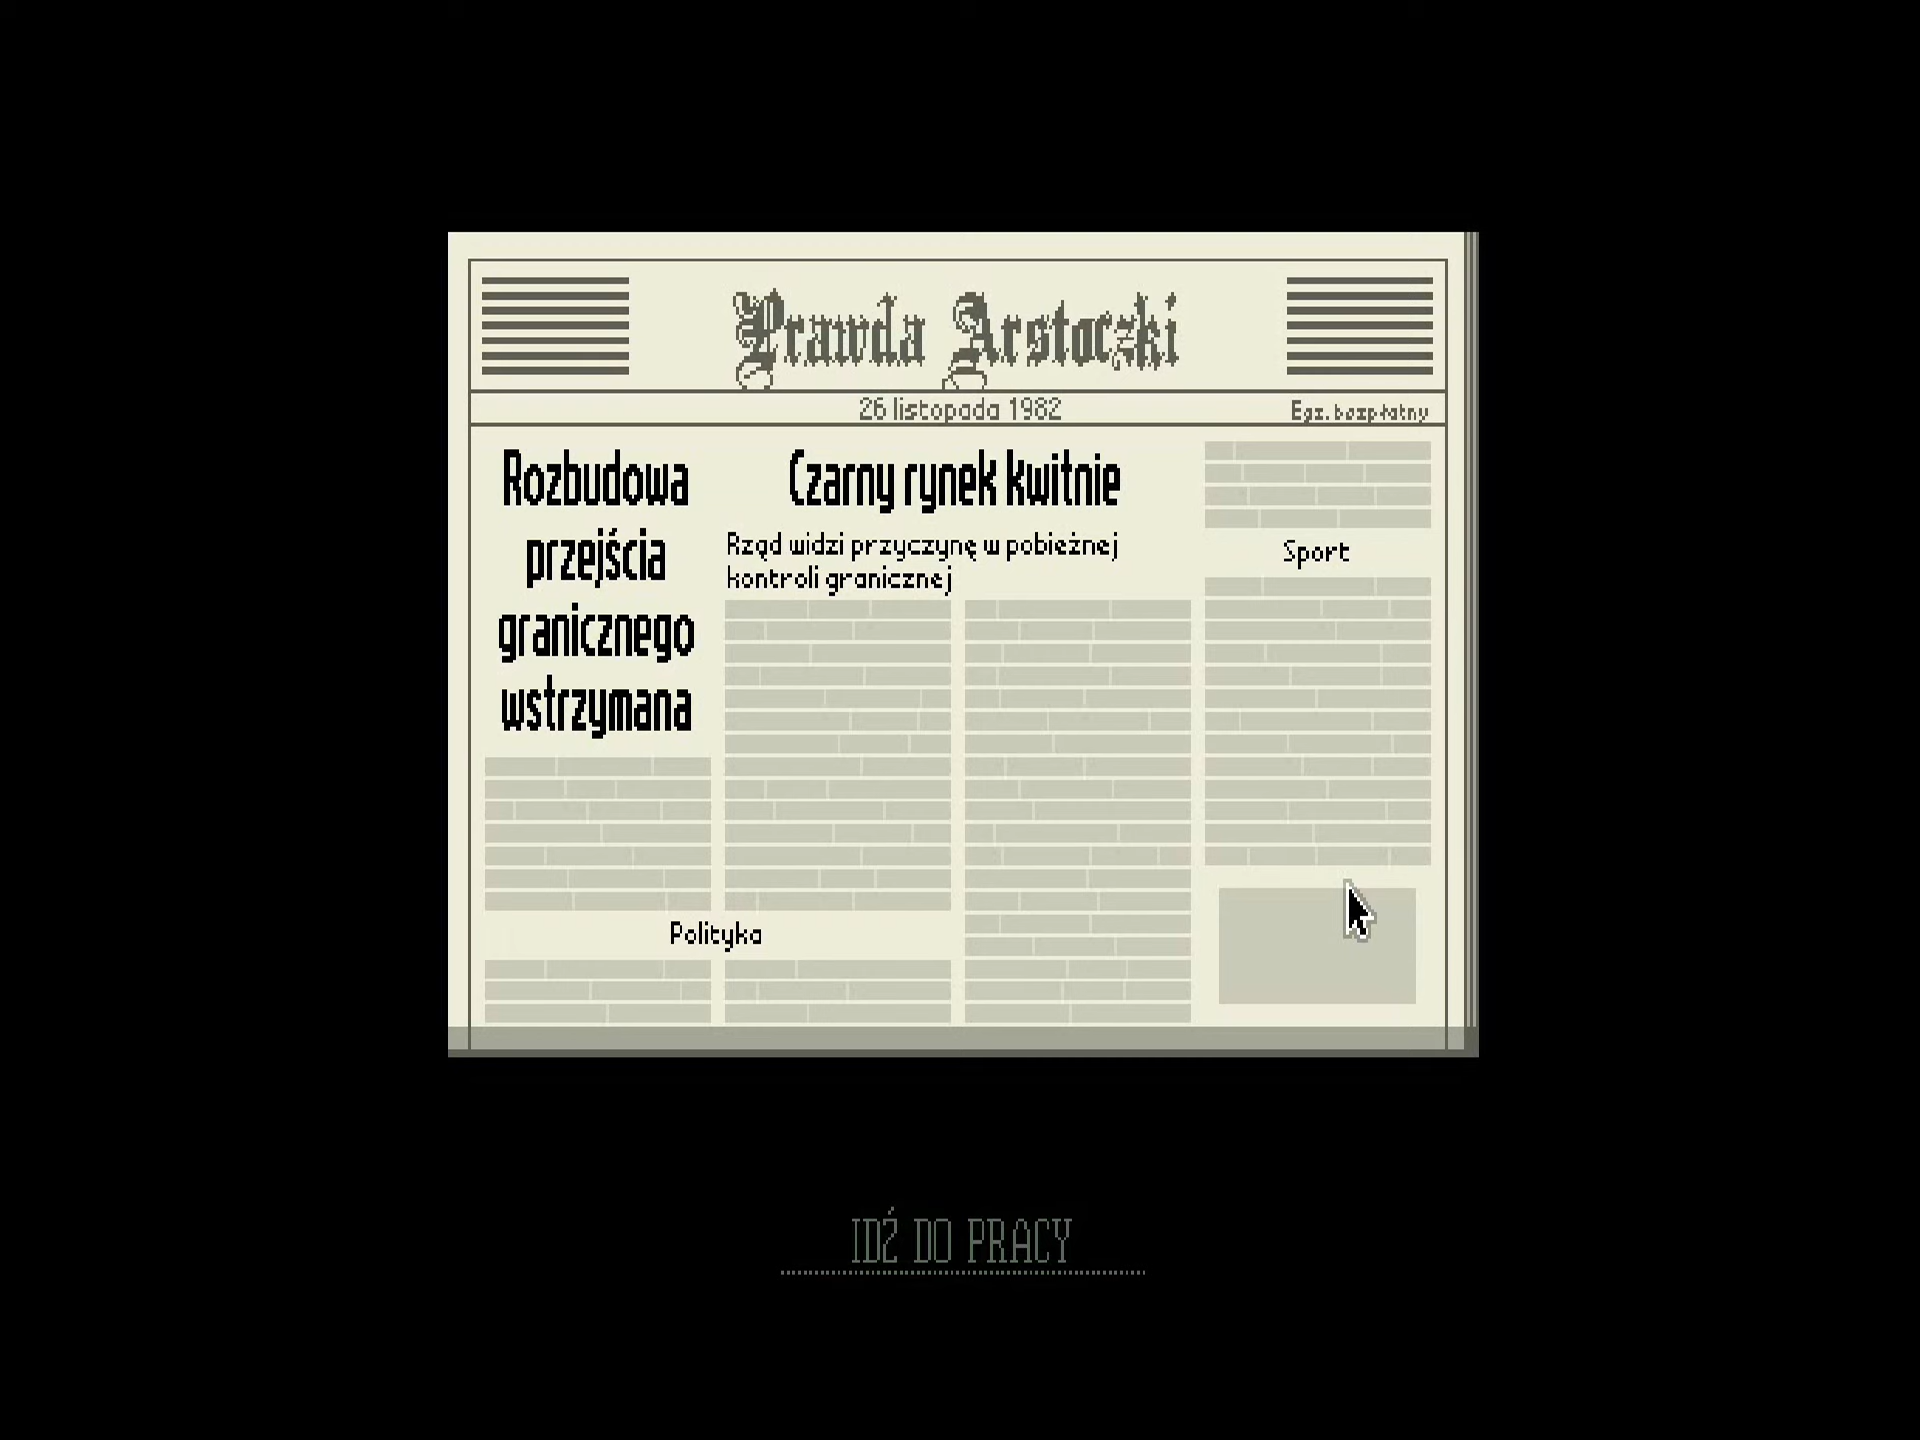 Prawda Arstoczki
26 listopada 1982
Egz. bezpłatny
Rozbudowa
przejścia
granicznego
wstrzymana
Czarny rynek kwitnie
Rząd widzi przyczynę w pobieżnej
kontroli granicznej
Sport
Polityka
IDŹ DO PRACY